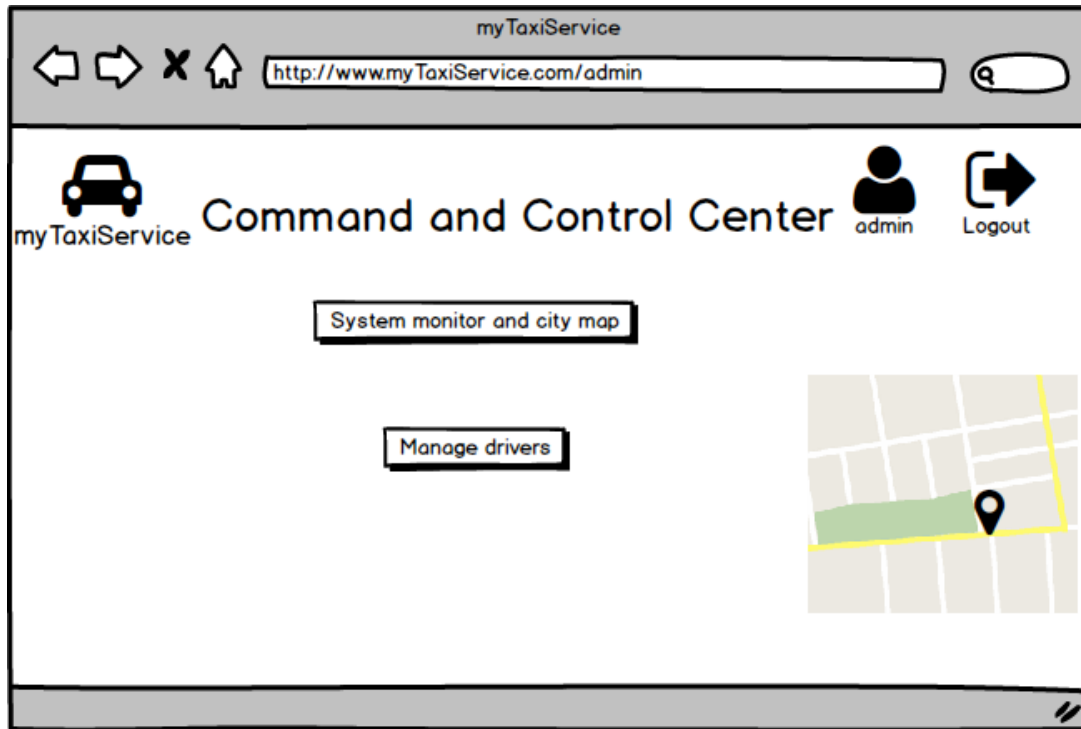 myTaxiService
http://www.myTaxiService.com/admin
myTaxiService
Command and Control Center
admin
Logout
System monitor and city map
Manage drivers